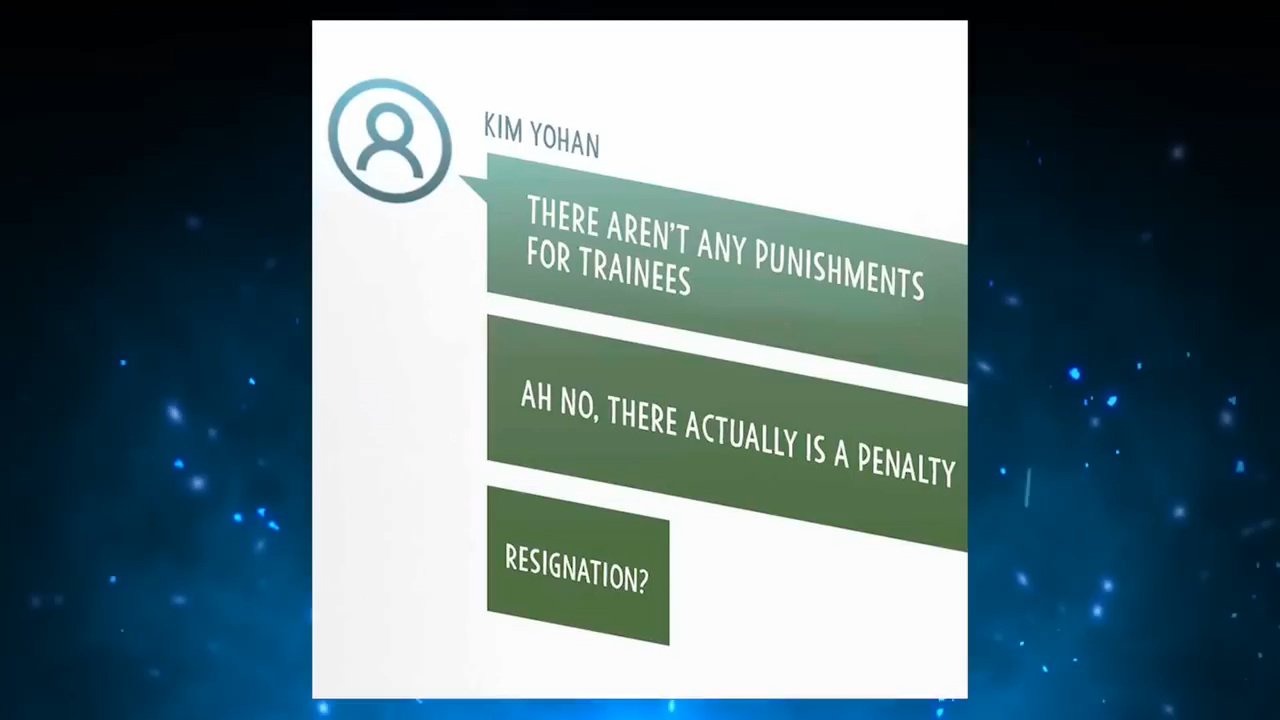 KIM YOHAN
THERE AREN'T ANY PUNISHMENTS
FOR TRAINEES
AH NO, THERE ACTUALLY IS A PENALTY
RESIGNATION?